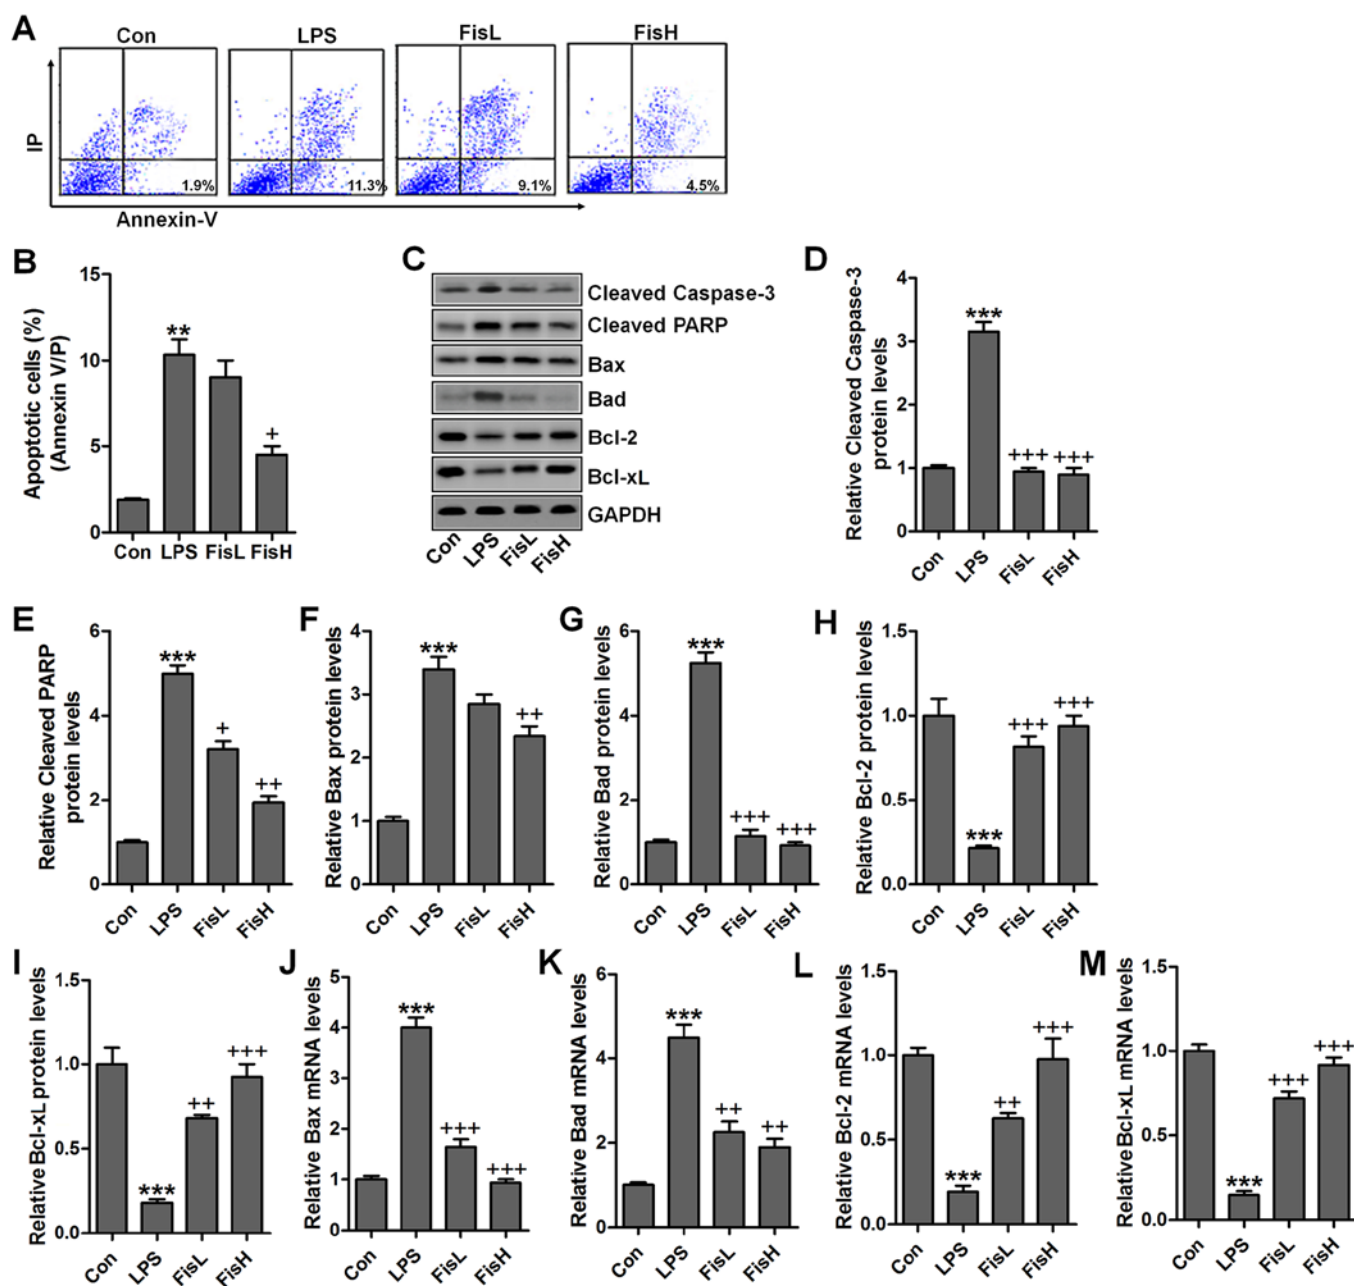 A
Con
LPS
FisL
FisH
IP
1.9%
11.3%
9.1%
4.5%
Annexin-V
B
Apoptotic cells (%)
(Annexin V/P)
15
10
5
0
**
+
Con LPS FisL FisH
C
Cleaved Caspase-3
Cleaved PARP
Bax
Bad
Bcl-2
Bcl-xL
GAPDH
Con LPS FisL FisH
D
Relative Cleaved Caspase-3
protein levels
4
3
2
1
0
***
+++
+++
Con LPS FisL FisH
E
Relative Cleaved PARP
protein levels
6
4
2
0
***
+
++
Con LPS FisL FisH
F
Relative Bax protein levels
4
3
2
1
0
***
++
Con LPS FisL FisH
G
Relative Bad protein levels
6
4
2
0
***
+++
+++
Con LPS FisL FisH
H
Relative Bcl-2 protein levels
1.5
1.0
0.5
0.0
***
+++
+++
Con LPS FisL FisH
I
Relative Bcl-xL protein levels
1.5
1.0
0.5
0.0
***
++
+++
Con LPS FisL FisH
J
Relative Bax mRNA levels
5
4
3
2
1
0
***
+++
+++
Con LPS FisL FisH
K
Relative Bad mRNA levels
6
4
2
0
***
++
++
Con LPS FisL FisH
L
Relative Bcl-2 mRNA levels
1.5
1.0
0.5
0.0
***
++
+++
Con LPS FisL FisH
M
Relative Bcl-xL mRNA levels
1.5
1.0
0.5
0.0
***
+++
+++
Con LPS FisL FisH